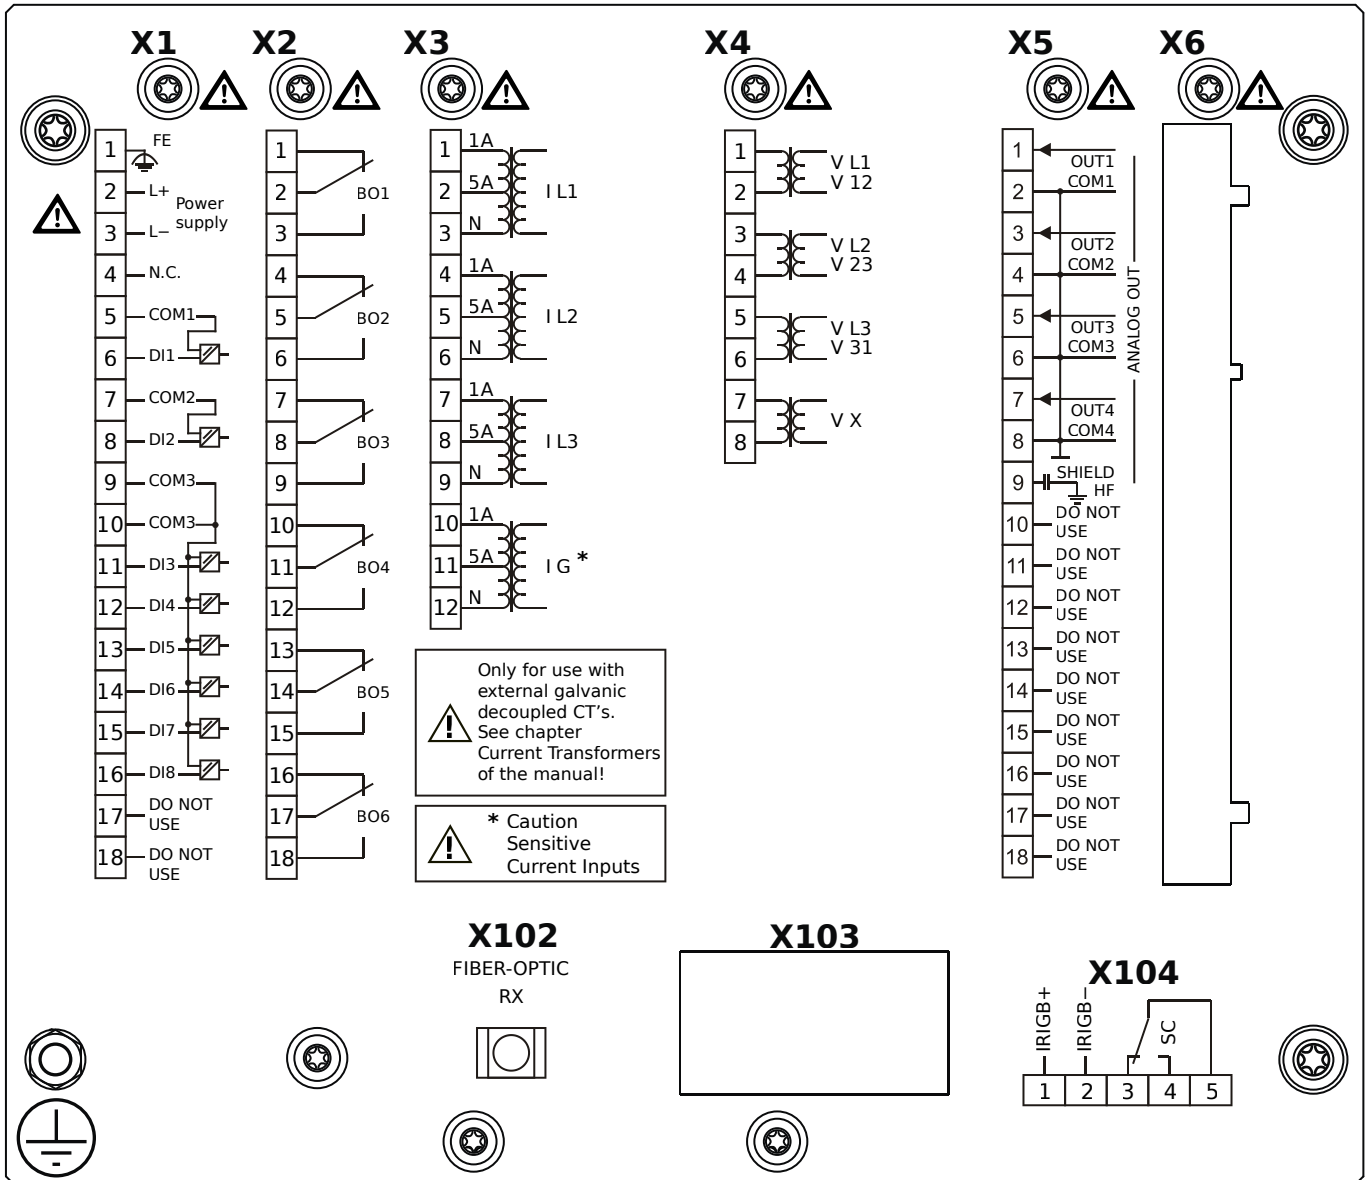 X1
X2
X3
X4
X5
X6
1 FE
2 L+
Power
supply
3 L−
4 N.C.
5 COM1
6 DI1
7 COM2
8 DI2
9 COM3
10 COM3
11 DI3
12 DI4
13 DI5
14 DI6
15 DI7
16 DI8
17 DO NOT
USE
18 DO NOT
USE
1
2 BO1
3
4
5 BO2
6
7
8 BO3
9
10
11 BO4
12
13
14 BO5
15
16
17 BO6
18
1 1A
2 5A I L1
3 N
4 1A
5 5A I L2
6 N
7 1A
8 5A I L3
9 N
10 1A
11 5A I G *
12 N
Only for use with
external galvanic
decoupled CT's.
See chapter
Current Transformers
of the manual!
* Caution
Sensitive
Current Inputs
1 V L1
2 V 12
3 V L2
4 V 23
5 V L3
6 V 31
7 V X
8
1 OUT1
2 COM1
3 OUT2
4 COM2
5 OUT3
6 COM3
7 OUT4
8 COM4
ANALOG OUT
9 SHIELD
HF
10 DO NOT
USE
11 DO NOT
USE
12 DO NOT
USE
13 DO NOT
USE
14 DO NOT
USE
15 DO NOT
USE
16 DO NOT
USE
17 DO NOT
USE
18 DO NOT
USE
X102
FIBER-OPTIC
RX
X103
X104
IRIGB+
IRIGB−
SC
1 2 3 4 5